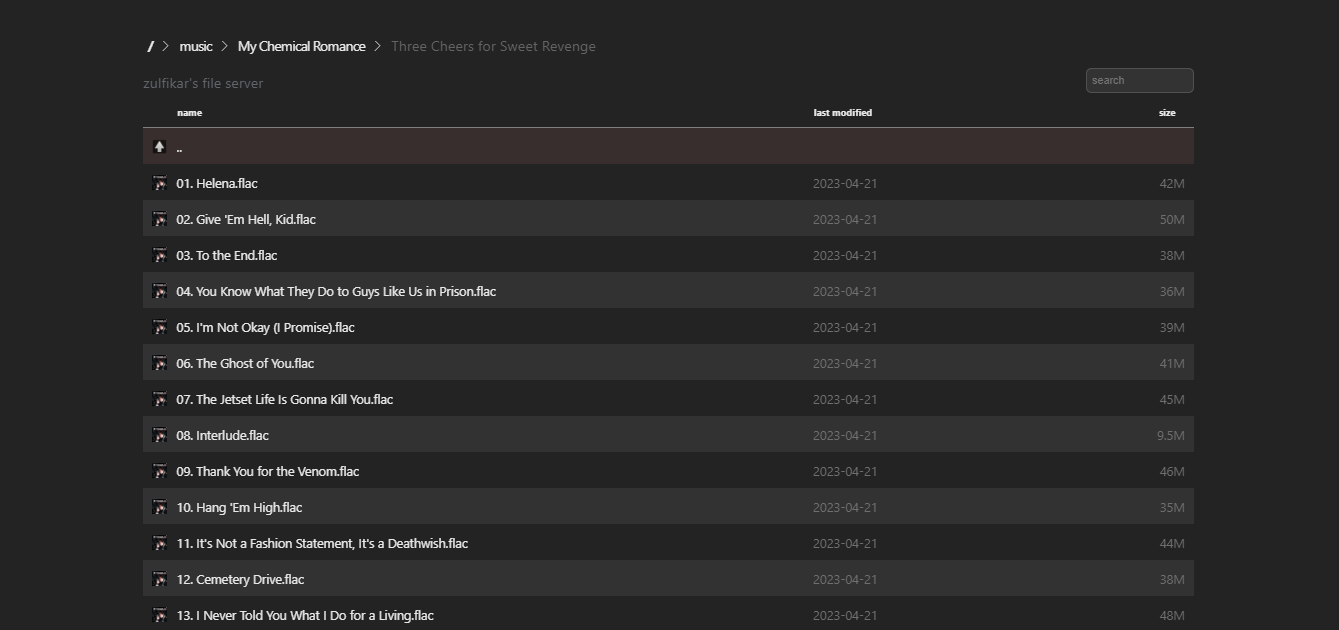 / > music > My Chemical Romance > Three Cheers for Sweet Revenge
zulfikar's file server
search
name last modified size
..
01. Helena.flac 2023-04-21 42M
02. Give 'Em Hell, Kid.flac 2023-04-21 50M
03. To the End.flac 2023-04-21 38M
04. You Know What They Do to Guys Like Us in Prison.flac 2023-04-21 36M
05. I'm Not Okay (I Promise).flac 2023-04-21 39M
06. The Ghost of You.flac 2023-04-21 41M
07. The Jetset Life Is Gonna Kill You.flac 2023-04-21 45M
08. Interlude.flac 2023-04-21 9.5M
09. Thank You for the Venom.flac 2023-04-21 46M
10. Hang 'Em High.flac 2023-04-21 35M
11. It's Not a Fashion Statement, It's a Deathwish.flac 2023-04-21 44M
12. Cemetery Drive.flac 2023-04-21 38M
13. I Never Told You What I Do for a Living.flac 2023-04-21 48M